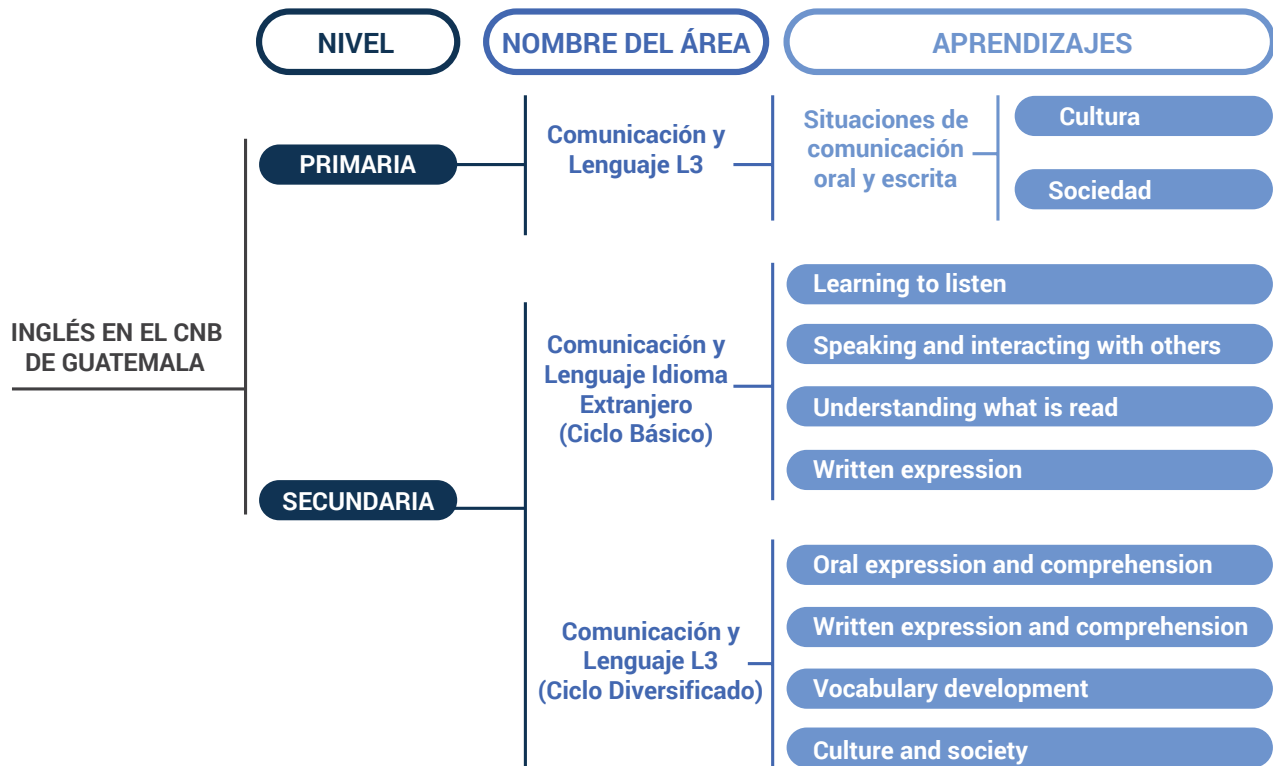 NIVEL
NOMBRE DEL ÁREA
APRENDIZAJES
INGLÉS EN EL CNB
DE GUATEMALA
PRIMARIA
Comunicación y
Lenguaje L3
Situaciones de
comunicación
oral y escrita
Cultura
Sociedad
SECUNDARIA
Comunicación y
Lenguaje Idioma
Extranjero
(Ciclo Básico)
Learning to listen
Speaking and interacting with others
Understanding what is read
Written expression
Comunicación y
Lenguaje L3
(Ciclo Diversificado)
Oral expression and comprehension
Written expression and comprehension
Vocabulary development
Culture and society